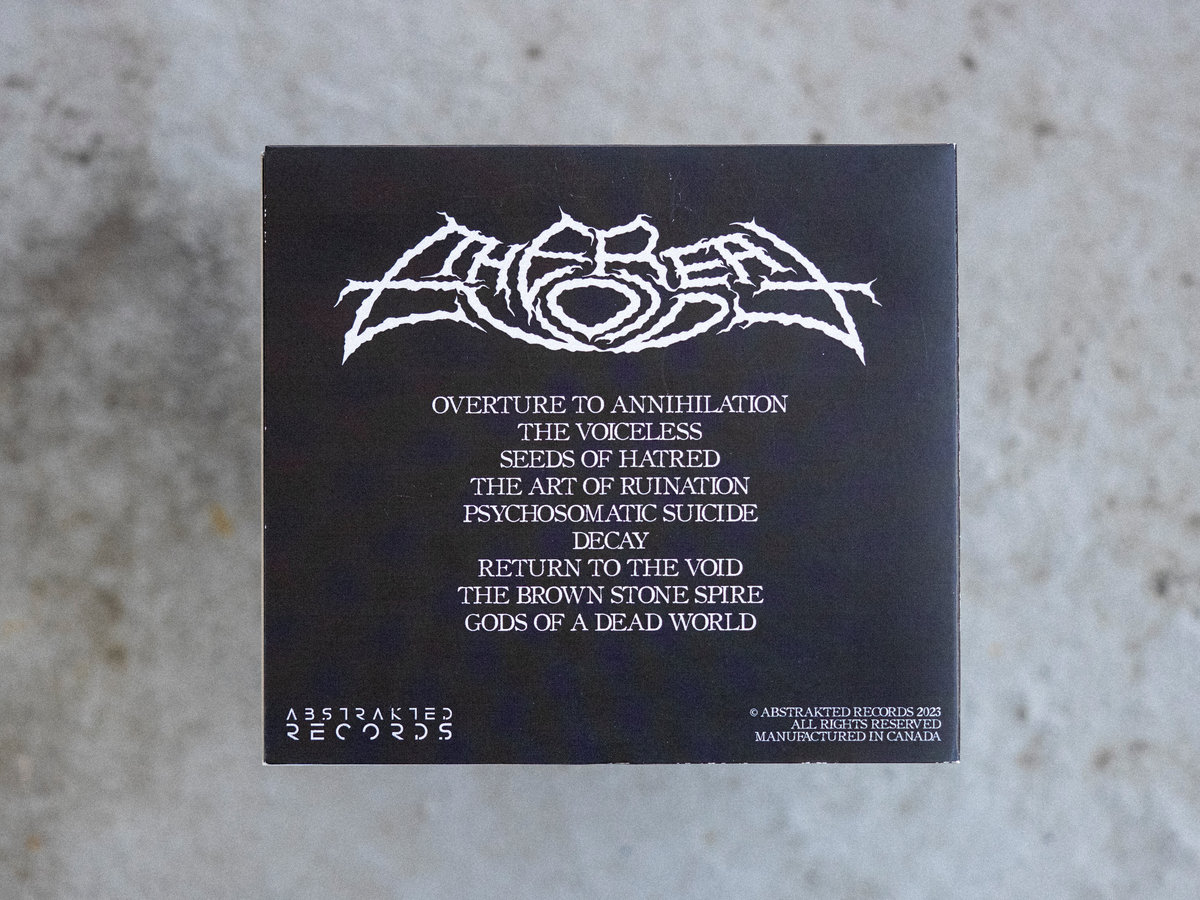 ETHEREAL
VOID
OVERTURE TO ANNIHILATION
THE VOICELESS
SEEDS OF HATRED
THE ART OF RUINATION
PSYCHOSOMATIC SUICIDE
DECAY
RETURN TO THE VOID
THE BROWN STONE SPIRE
GODS OF A DEAD WORLD
ABSTRAKTED
RECORDS
© ABSTRAKTED RECORDS 2023
ALL RIGHTS RESERVED
MANUFACTURED IN CANADA